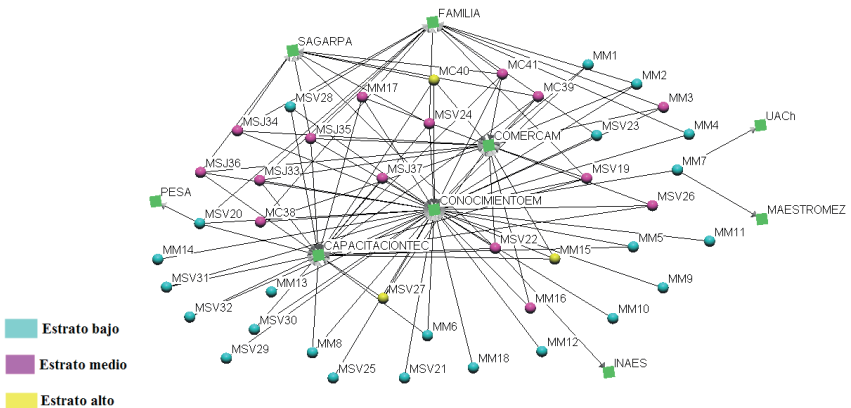 FAMILIA
SAGARPA
MC41
MM1
MC40
MM2
MM17
MC39
MSV28
MM3
MSV24
UACh
MSJ34
MSJ35
COMERCAM
MSV23
MM4
MSJ36
MSJ33
MSJ37
MSV19
MM7
PESA
CONOCIMIENTOEM
MSV26
MAESTROMEZ
MSV20
MC38
MM14
CAPACITACIONTEC
MSV22
MM15
MM5
MM11
MSV31
MM13
MSV27
MM9
MSV32
MM16
MSV30
MM10
Estrato bajo
MSV29
MM8
MM6
MM12
Estrato medio
MSV25
MSV21
MM18
INAES
Estrato alto